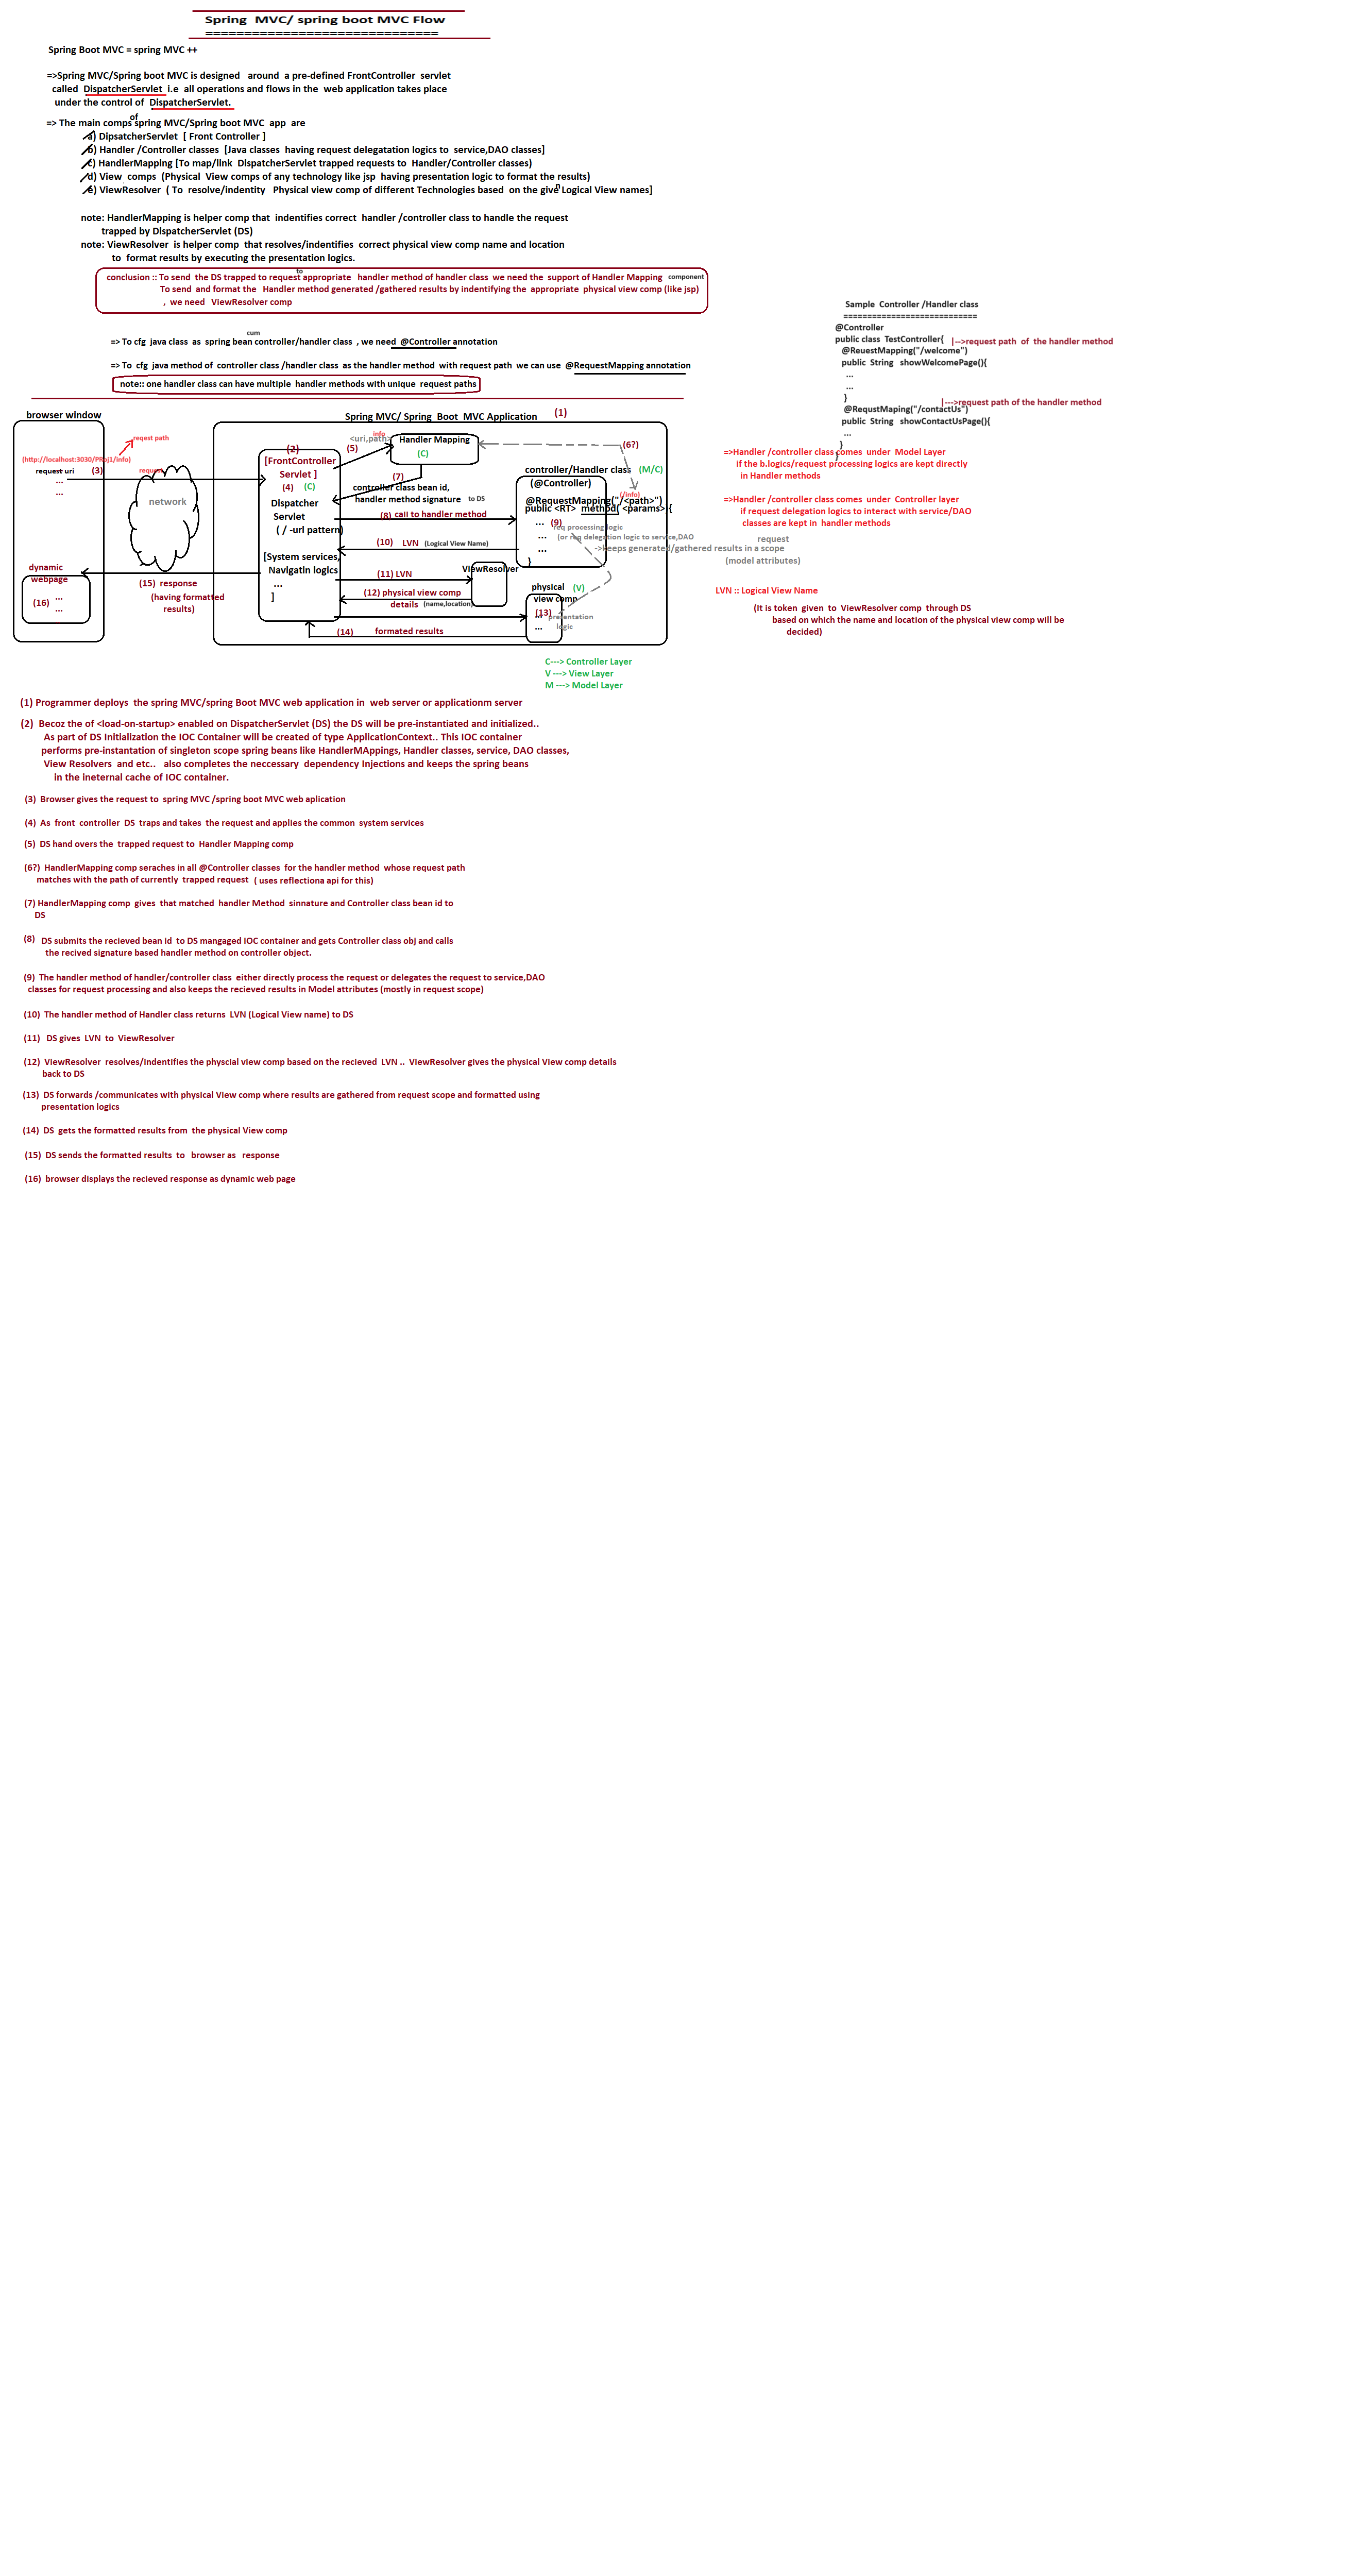 Spring MVC/ spring boot MVC Flow
==============================
Spring Boot MVC = spring MVC ++
=>Spring MVC/Spring boot MVC is designed around a pre-defined FrontController servlet
called DispatcherServlet i.e all operations and flows in the web application takes place
under the control of DispatcherServlet.
of
=> The main comps spring MVC/Spring boot MVC app are
a) DipsatcherServlet [ Front Controller ]
b) Handler /Controller classes [Java classes having request delegatation logics to service,DAO classes]
c) HandlerMapping [To map/link DispatcherServlet trapped requests to Handler/Controller classes)
d) View comps (Physical View comps of any technology like jsp having presentation logic to format the results)
e) ViewResolver ( To resolve/indentity Physical view comp of different Technologies based on the given Logical View names]
note: HandlerMapping is helper comp that indentifies correct handler /controller class to handle the request
trapped by DispatcherServlet (DS)
note: ViewResolver is helper comp that resolves/indentifies correct physical view comp name and location
to format results by executing the presentation logics.
to
conclusion :: To send the DS trapped to request appropriate handler method of handler class we need the support of Handler Mapping component
To send and format the Handler method generated /gathered results by indentifying the appropriate physical view comp (like jsp)
, we need ViewResolver comp
cum
=> To cfg java class as spring bean controller/handler class , we need @Controller annotation
=> To cfg java method of controller class /handler class as the handler method with request path we can use @RequestMapping annotation
note:: one handler class can have multiple handler methods with unique request paths
Sample Controller /Handler class
============================
@Controller
public class TestController{ |-->request path of the handler method
@ReuestMapping("/welcome")
public String showWelcomePage(){
...
...
}
|--->request path of the handler method
@RequstMaping("/contactUs")
public String showContactUsPage(){
...
}
}
=>Handler /controller class comes under Model Layer
if the b.logics/request processing logics are kept directly
in Handler methods
=>Handler /controller class comes under Controller layer
if request delegation logics to interact with service/DAO
classes are kept in handler methods
browser window
Spring MVC/ Spring Boot MVC Application (1)
reqest path
(http://localhost:3030/PRoj1/info)
request uri (3)
...
...
request
network
(2)
[FrontController
Servlet ]
(4) (C)
Dispatcher
Servlet
( / -url pattern)
[System services,
Navigatin logics
...
]
info
<uri,path>
(5)
Handler Mapping
(C)
(6?)
(7)
controller class bean id,
handler method signature to DS
(8) call to handler method
(10) LVN (Logical View Name)
(11) LVN
(12) physical view comp
details (name,location)
(14) formated results
controller/Handler class (M/C)
(@Controller)
(/info)
@RequestMapping("/<path>")
public <RT> method( <params>){
... (9)
req processing logic
... (or req delegation logic to service,DAO
request
... ->keeps generated/gathered results in a scope
(model attributes)
}
ViewResolver
physical (V)
view comp
(13)
... presentation
... logic
dynamic
webpage
(16) ...
...
(15) response
(having formatted
results)
LVN :: Logical View Name
(It is token given to ViewResolver comp through DS
based on which the name and location of the physical view comp will be
decided)
C---> Controller Layer
V ---> View Layer
M ---> Model Layer
(1) Programmer deploys the spring MVC/spring Boot MVC web application in web server or applicationm server
(2) Becoz the of <load-on-startup> enabled on DispatcherServlet (DS) the DS will be pre-instantiated and initialized..
As part of DS Initialization the IOC Container will be created of type ApplicationContext.. This IOC container
performs pre-instantation of singleton scope spring beans like HandlerMAppings, Handler classes, service, DAO classes,
View Resolvers and etc.. also completes the neccessary dependency Injections and keeps the spring beans
in the ineternal cache of IOC container.
(3) Browser gives the request to spring MVC /spring boot MVC web aplication
(4) As front controller DS traps and takes the request and applies the common system services
(5) DS hand overs the trapped request to Handler Mapping comp
(6?) HandlerMapping comp seraches in all @Controller classes for the handler method whose request path
matches with the path of currently trapped request ( uses reflectiona api for this)
(7) HandlerMapping comp gives that matched handler Method sinnature and Controller class bean id to
DS
(8) DS submits the recieved bean id to DS mangaged IOC container and gets Controller class obj and calls
the recived signature based handler method on controller object.
(9) The handler method of handler/controller class either directly process the request or delegates the request to service,DAO
classes for request processing and also keeps the recieved results in Model attributes (mostly in request scope)
(10) The handler method of Handler class returns LVN (Logical View name) to DS
(11) DS gives LVN to ViewResolver
(12) ViewResolver resolves/indentifies the physcial view comp based on the recieved LVN .. ViewResolver gives the physical View comp details
back to DS
(13) DS forwards /communicates with physical View comp where results are gathered from request scope and formatted using
presentation logics
(14) DS gets the formatted results from the physical View comp
(15) DS sends the formatted results to browser as response
(16) browser displays the recieved response as dynamic web page